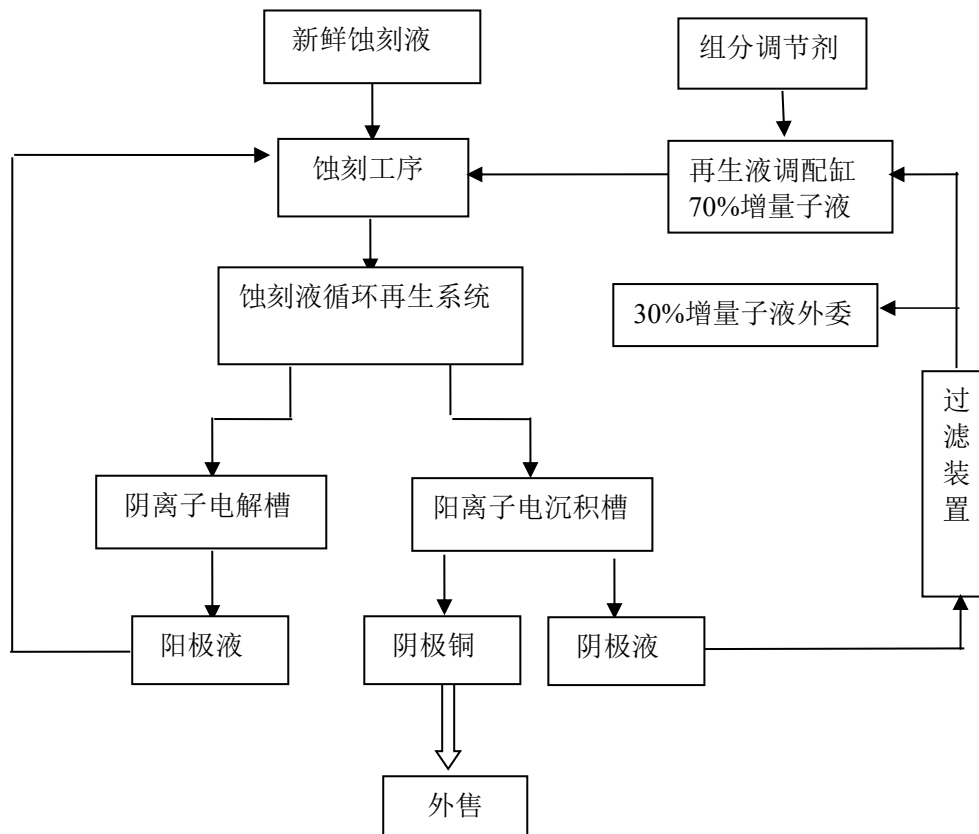 新鲜蚀刻液
组分调节剂
蚀刻工序
再生液调配缸
70%增量子液
蚀刻液循环再生系统
30%增量子液外委
过
滤
装
置
阴离子电解槽
阳离子电沉积槽
阳极液
阴极铜
阴极液
外售